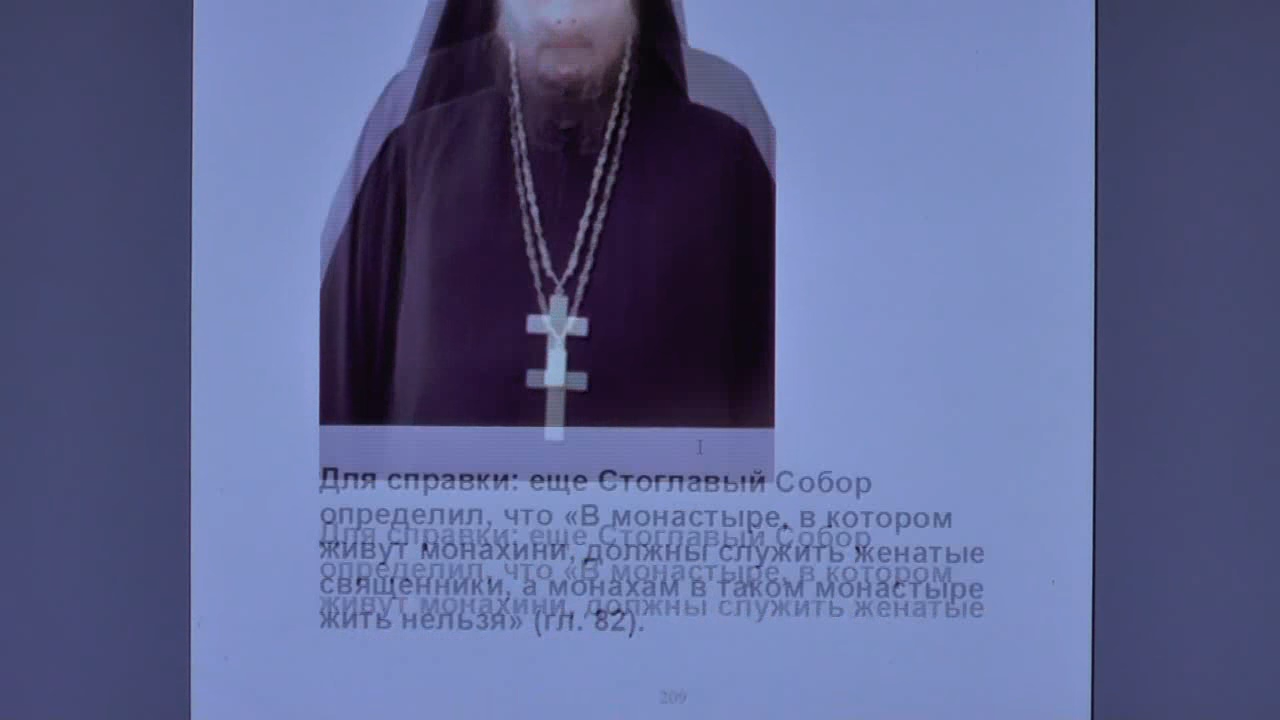 Для справки: еще Стоглавый Собор
определил, что «В монастыре, в котором
живут монахини, должны служить женатые
священники, а монахам в таком монастыре
жить нельзя» (гл. 82).
209